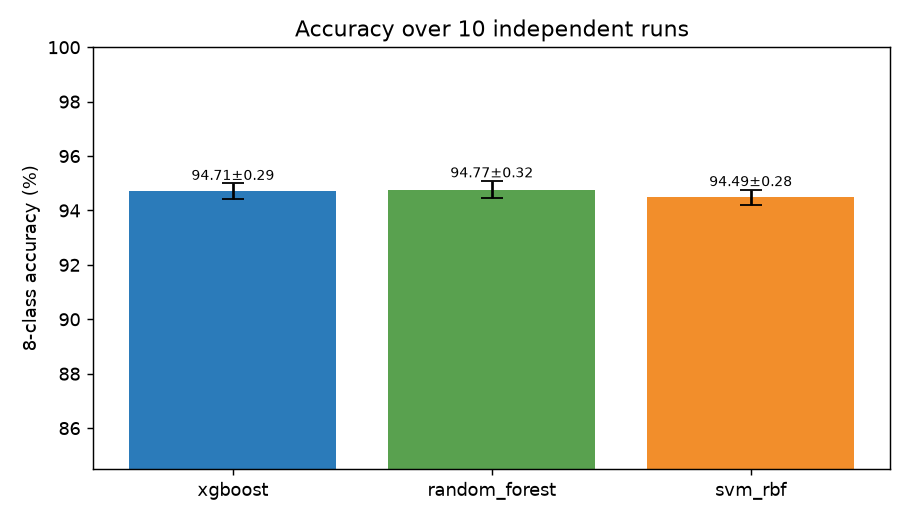 Accuracy over 10 independent runs
8-class accuracy (%)
100
98
96
94
92
90
88
86
94.71±0.29
94.77±0.32
94.49±0.28
xgboost
random_forest
svm_rbf